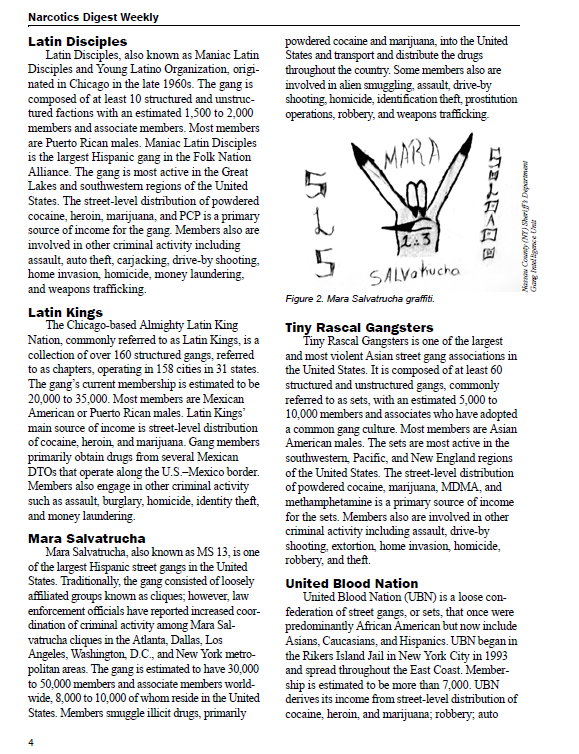 Narcotics Digest Weekly
Latin Disciples
Latin Disciples, also known as Maniac Latin
Disciples and Young Latino Organization, origi-
nated in Chicago in the late 1960s. The gang is
composed of at least 10 structured and unstruc-
tured factions with an estimated 1,500 to 2,000
members and associate members. Most members
are Puerto Rican males. Maniac Latin Disciples
is the largest Hispanic gang in the Folk Nation
Alliance. The gang is most active in the Great
Lakes and southwestern regions of the United
States. The street-level distribution of powdered
cocaine, heroin, marijuana, and PCP is a primary
source of income for the gang. Members also are
involved in other criminal activity including
assault, auto theft, carjacking, drive-by shooting,
home invasion, homicide, money laundering,
and weapons trafficking.
Latin Kings
The Chicago-based Almighty Latin King
Nation, commonly referred to as Latin Kings, is a
collection of over 160 structured gangs, referred
to as chapters, operating in 158 cities in 31 states.
The gang's current membership is estimated to be
20,000 to 35,000. Most members are Mexican
American or Puerto Rican males. Latin Kings'
main source of income is street-level distribution
of cocaine, heroin, and marijuana. Gang members
primarily obtain drugs from several Mexican
DTOs that operate along the U.S.–Mexico border.
Members also engage in other criminal activity
such as assault, burglary, homicide, identity theft,
and money laundering.
Mara Salvatrucha
Mara Salvatrucha, also known as MS 13, is one
of the largest Hispanic street gangs in the United
States. Traditionally, the gang consisted of loosely
affiliated groups known as cliques; however, law
enforcement officials have reported increased coor-
dination of criminal activity among Mara Sal-
vatrucha cliques in the Atlanta, Dallas, Los
Angeles, Washington, D.C., and New York metro-
politan areas. The gang is estimated to have 30,000
to 50,000 members and associate members world-
wide, 8,000 to 10,000 of whom reside in the United
States. Members smuggle illicit drugs, primarily
powdered cocaine and marijuana, into the United
States and transport and distribute the drugs
throughout the country. Some members also are
involved in alien smuggling, assault, drive-by
shooting, homicide, identification theft, prostitution
operations, robbery, and weapons trafficking.
MARA
SLS
SALVatrucha
Nassau County (NY) Sheriff's Department
Gang Intelligence Unit
Figure 2. Mara Salvatrucha graffiti.
Tiny Rascal Gangsters
Tiny Rascal Gangsters is one of the largest
and most violent Asian street gang associations in
the United States. It is composed of at least 60
structured and unstructured gangs, commonly
referred to as sets, with an estimated 5,000 to
10,000 members and associates who have adopted
a common gang culture. Most members are Asian
American males. The sets are most active in the
southwestern, Pacific, and New England regions
of the United States. The street-level distribution
of powdered cocaine, marijuana, MDMA, and
methamphetamine is a primary source of income
for the sets. Members also are involved in other
criminal activity including assault, drive-by
shooting, extortion, home invasion, homicide,
robbery, and theft.
United Blood Nation
United Blood Nation (UBN) is a loose con-
federation of street gangs, or sets, that once were
predominantly African American but now include
Asians, Caucasians, and Hispanics. UBN began in
the Rikers Island Jail in New York City in 1993
and spread throughout the East Coast. Member-
ship is estimated to be more than 7,000. UBN
derives its income from street-level distribution of
cocaine, heroin, and marijuana; robbery; auto
4